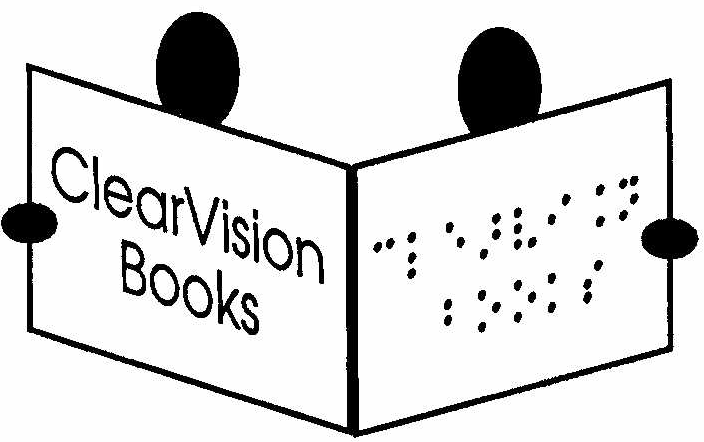 ClearVision
Books
⠉⠇⠑⠜⠧⠊⠨⠝
⠃⠕⠕⠅⠎